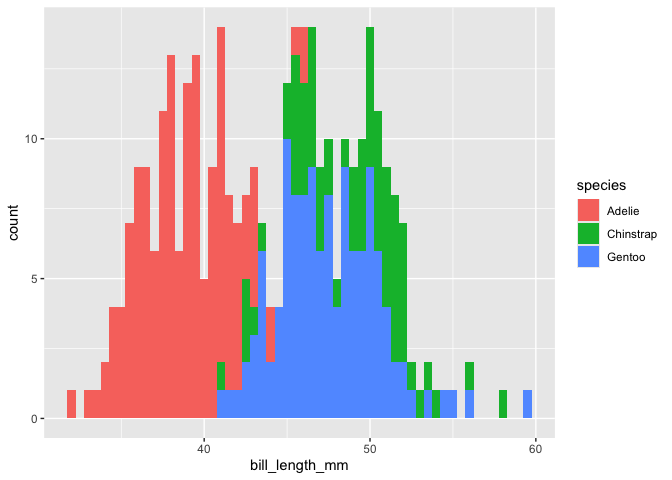 10
5
0
count
40
50
60
bill_length_mm
species
Adelie
Chinstrap
Gentoo